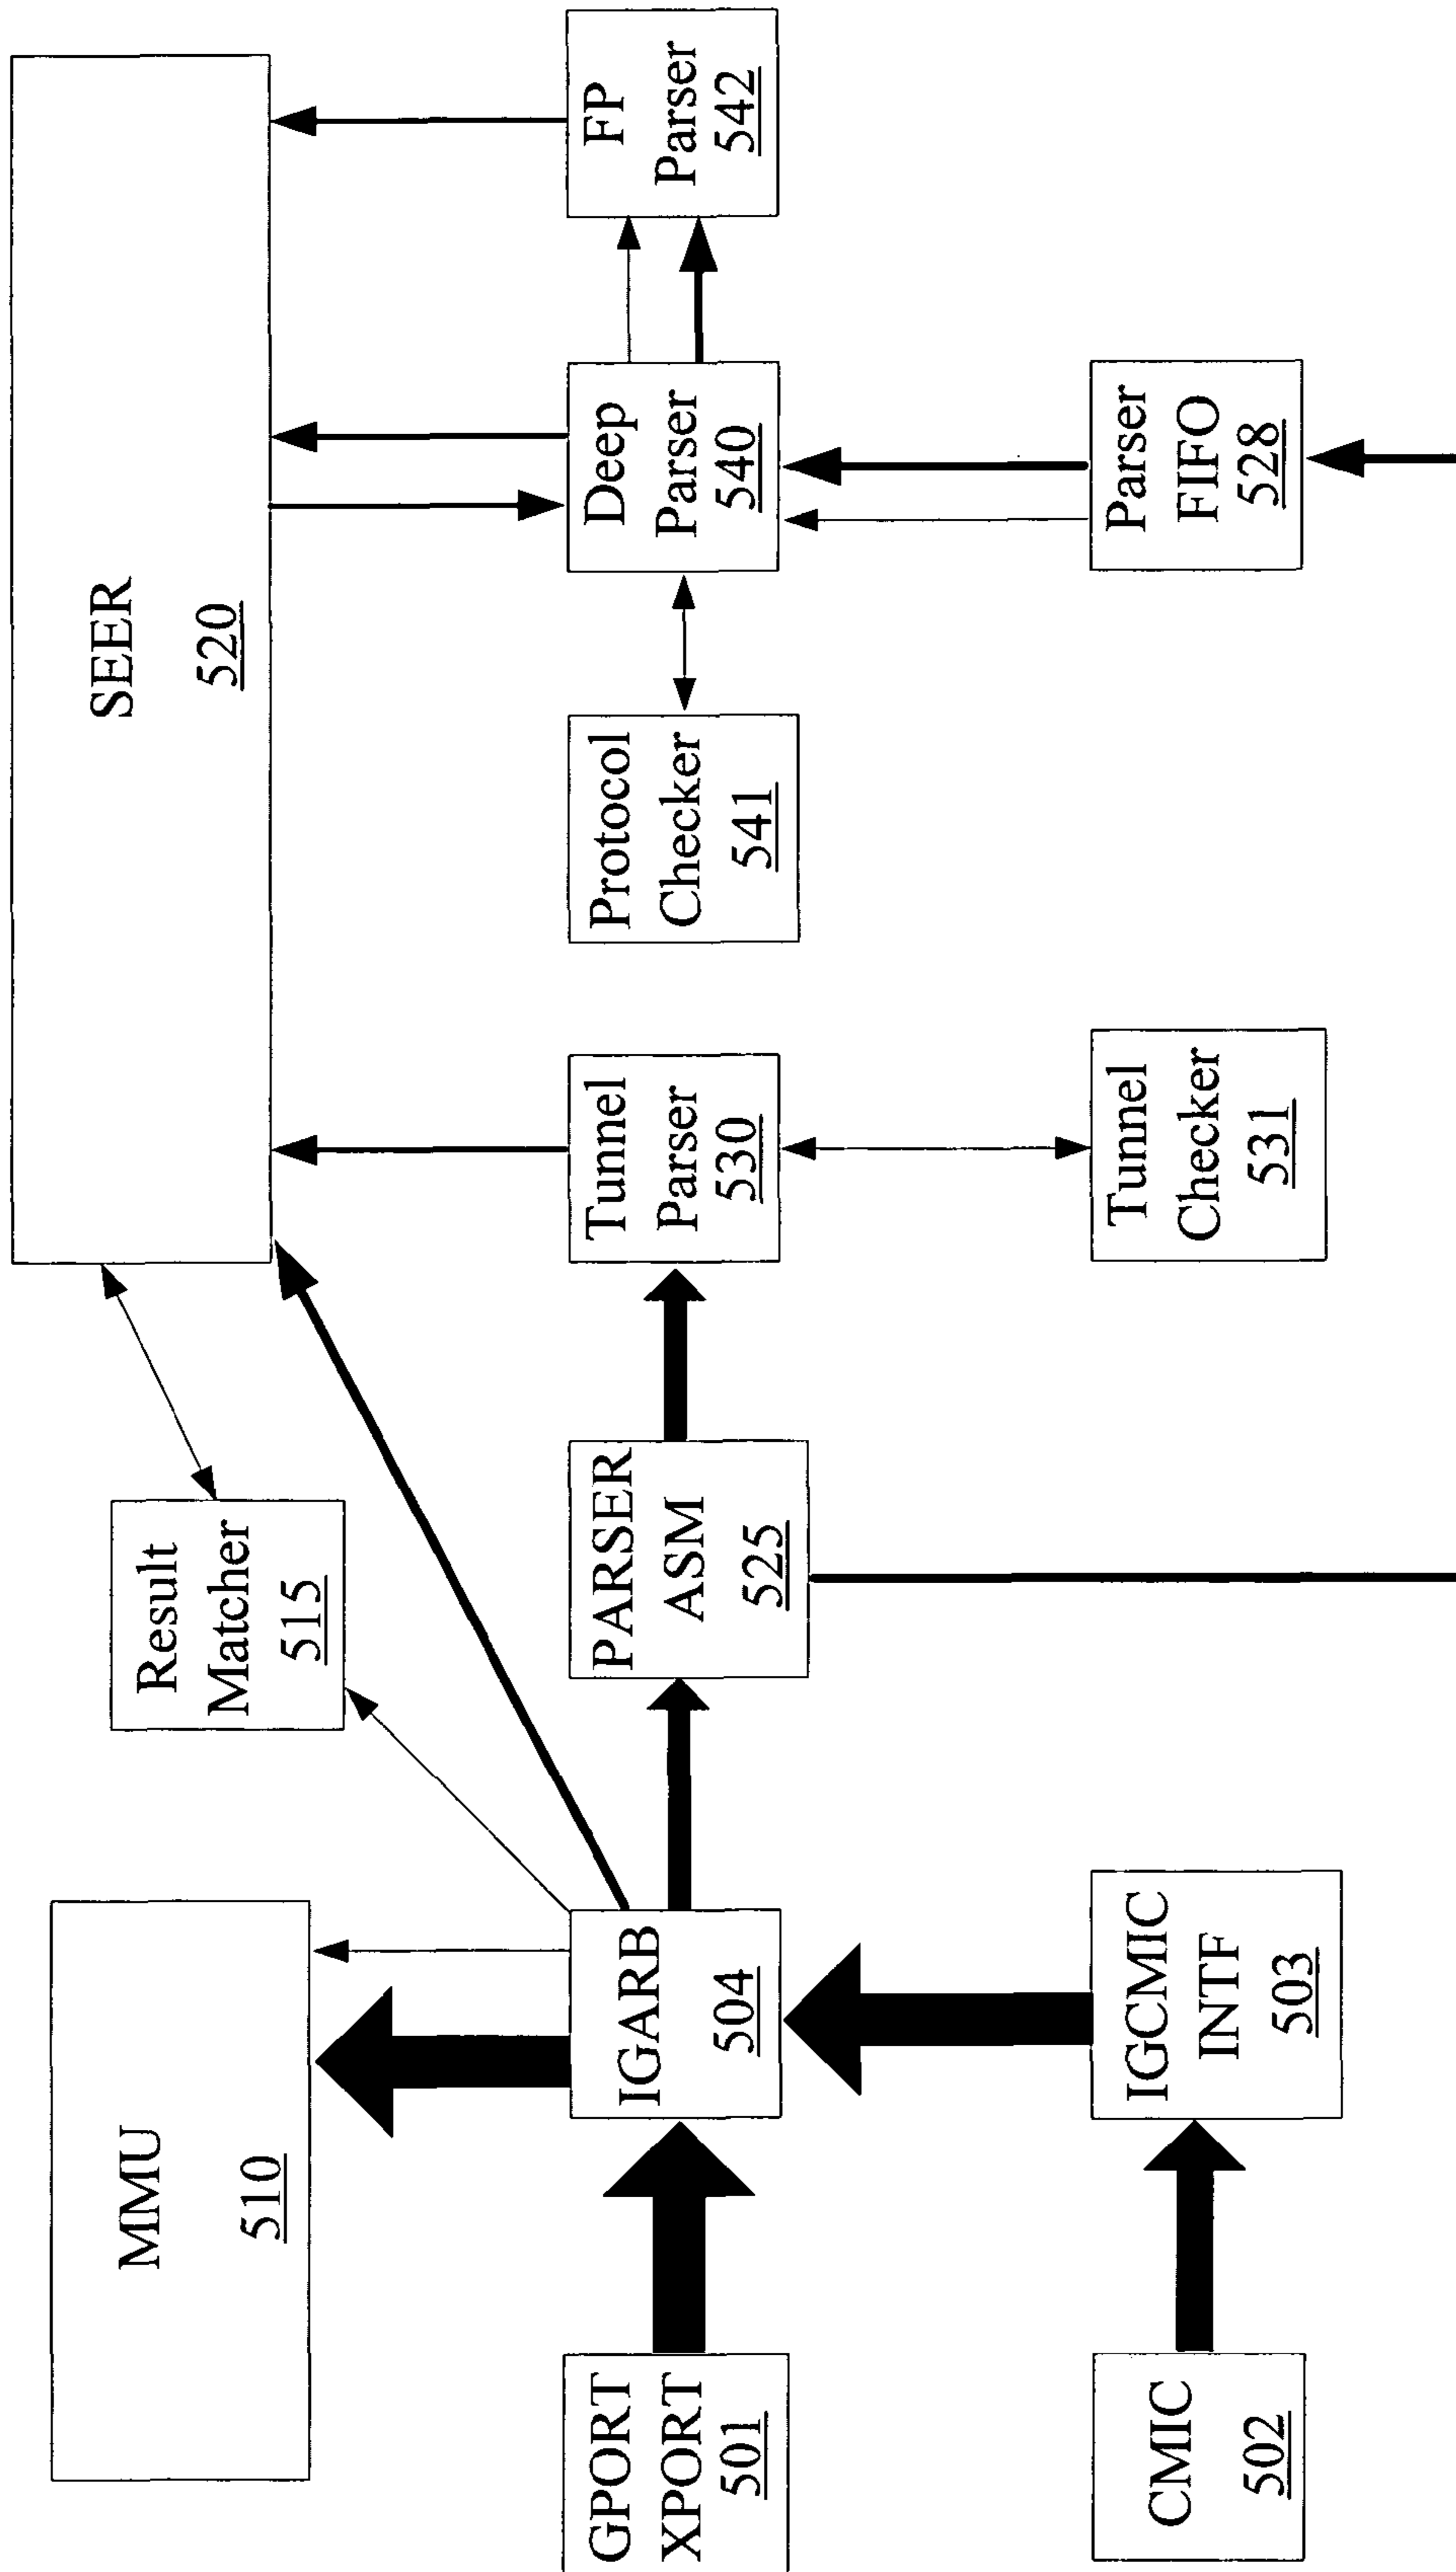 MMU
510
SEER
520
Result
Matcher
515
GPORT
XPORT
501
IGARB
504
PARSER
ASM
525
Tunnel
Parser
530
Protocol
Checker
541
Deep
Parser
540
FP
Parser
542
CMIC
502
IGCMIC
INTF
503
Tunnel
Checker
531
Parser
FIFO
528